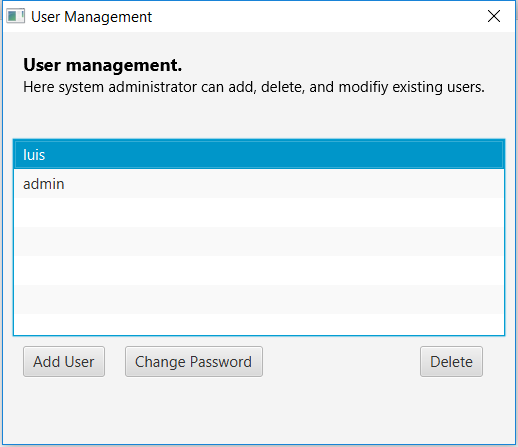 User Management
User management.
Here system administrator can add, delete, and modifiy existing users.
luis
admin
Add User
Change Password
Delete